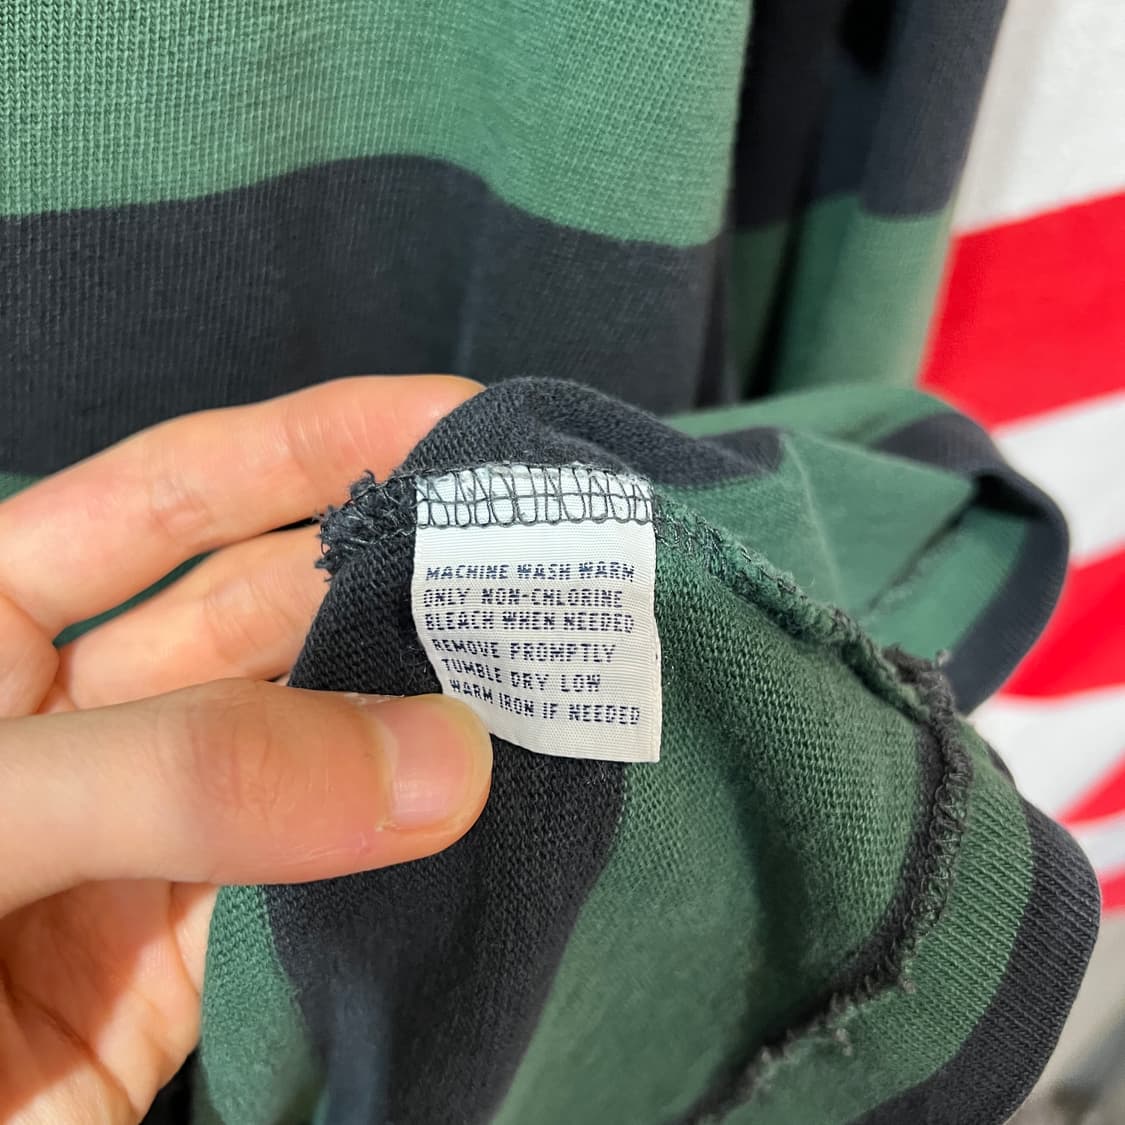 MACHINE WASH WARM
ONLY NON-CHLORINE
BLEACH WHEN NEEDED
REMOVE PROMPTLY
TUMBLE DRY LOW
WARM IRON IF NEEDED